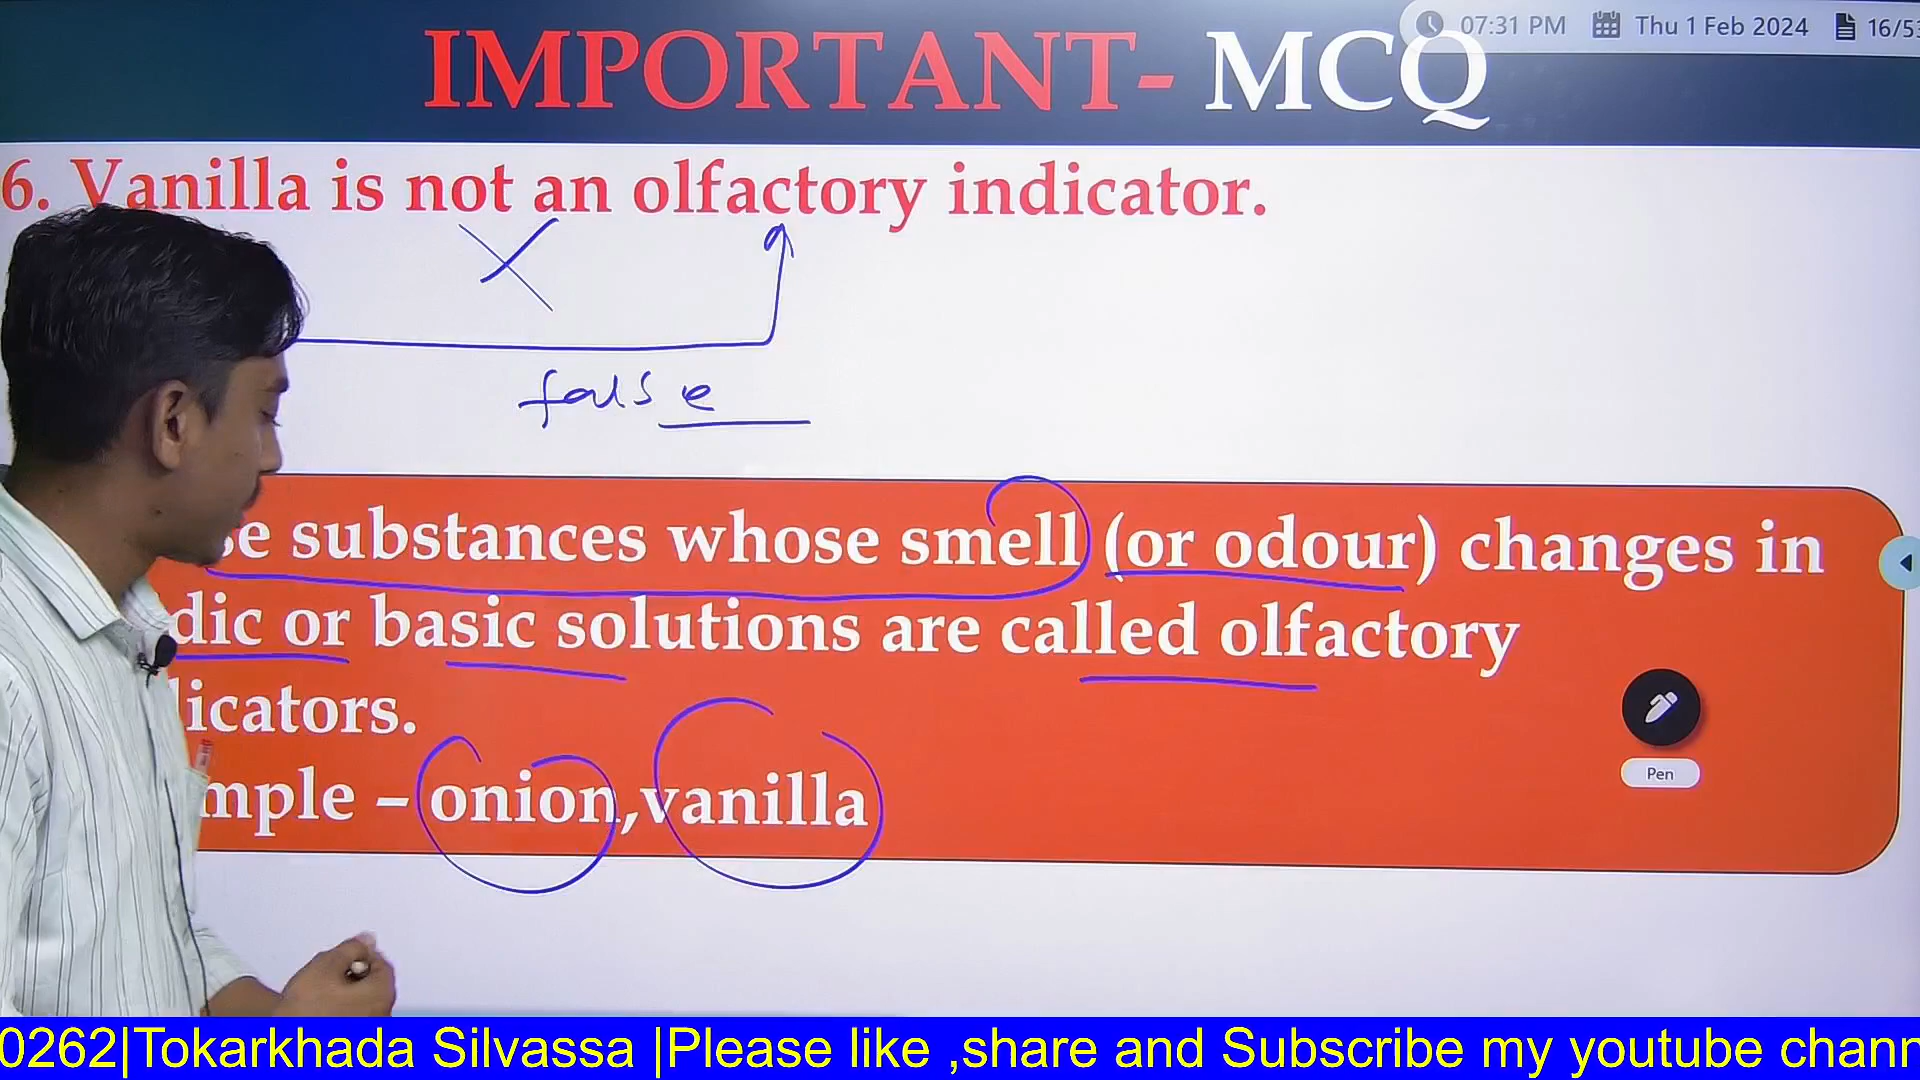 07:31 PM Thu 1 Feb 2024 16/53
IMPORTANT- MCQ
6. Vanilla is not an olfactory indicator.
false
se substances whose smell (or odour) changes in
dic or basic solutions are called olfactory
licators.
mple – onion,vanilla
Pen
0262|Tokarkhada Silvassa |Please like ,share and Subscribe my youtube chann